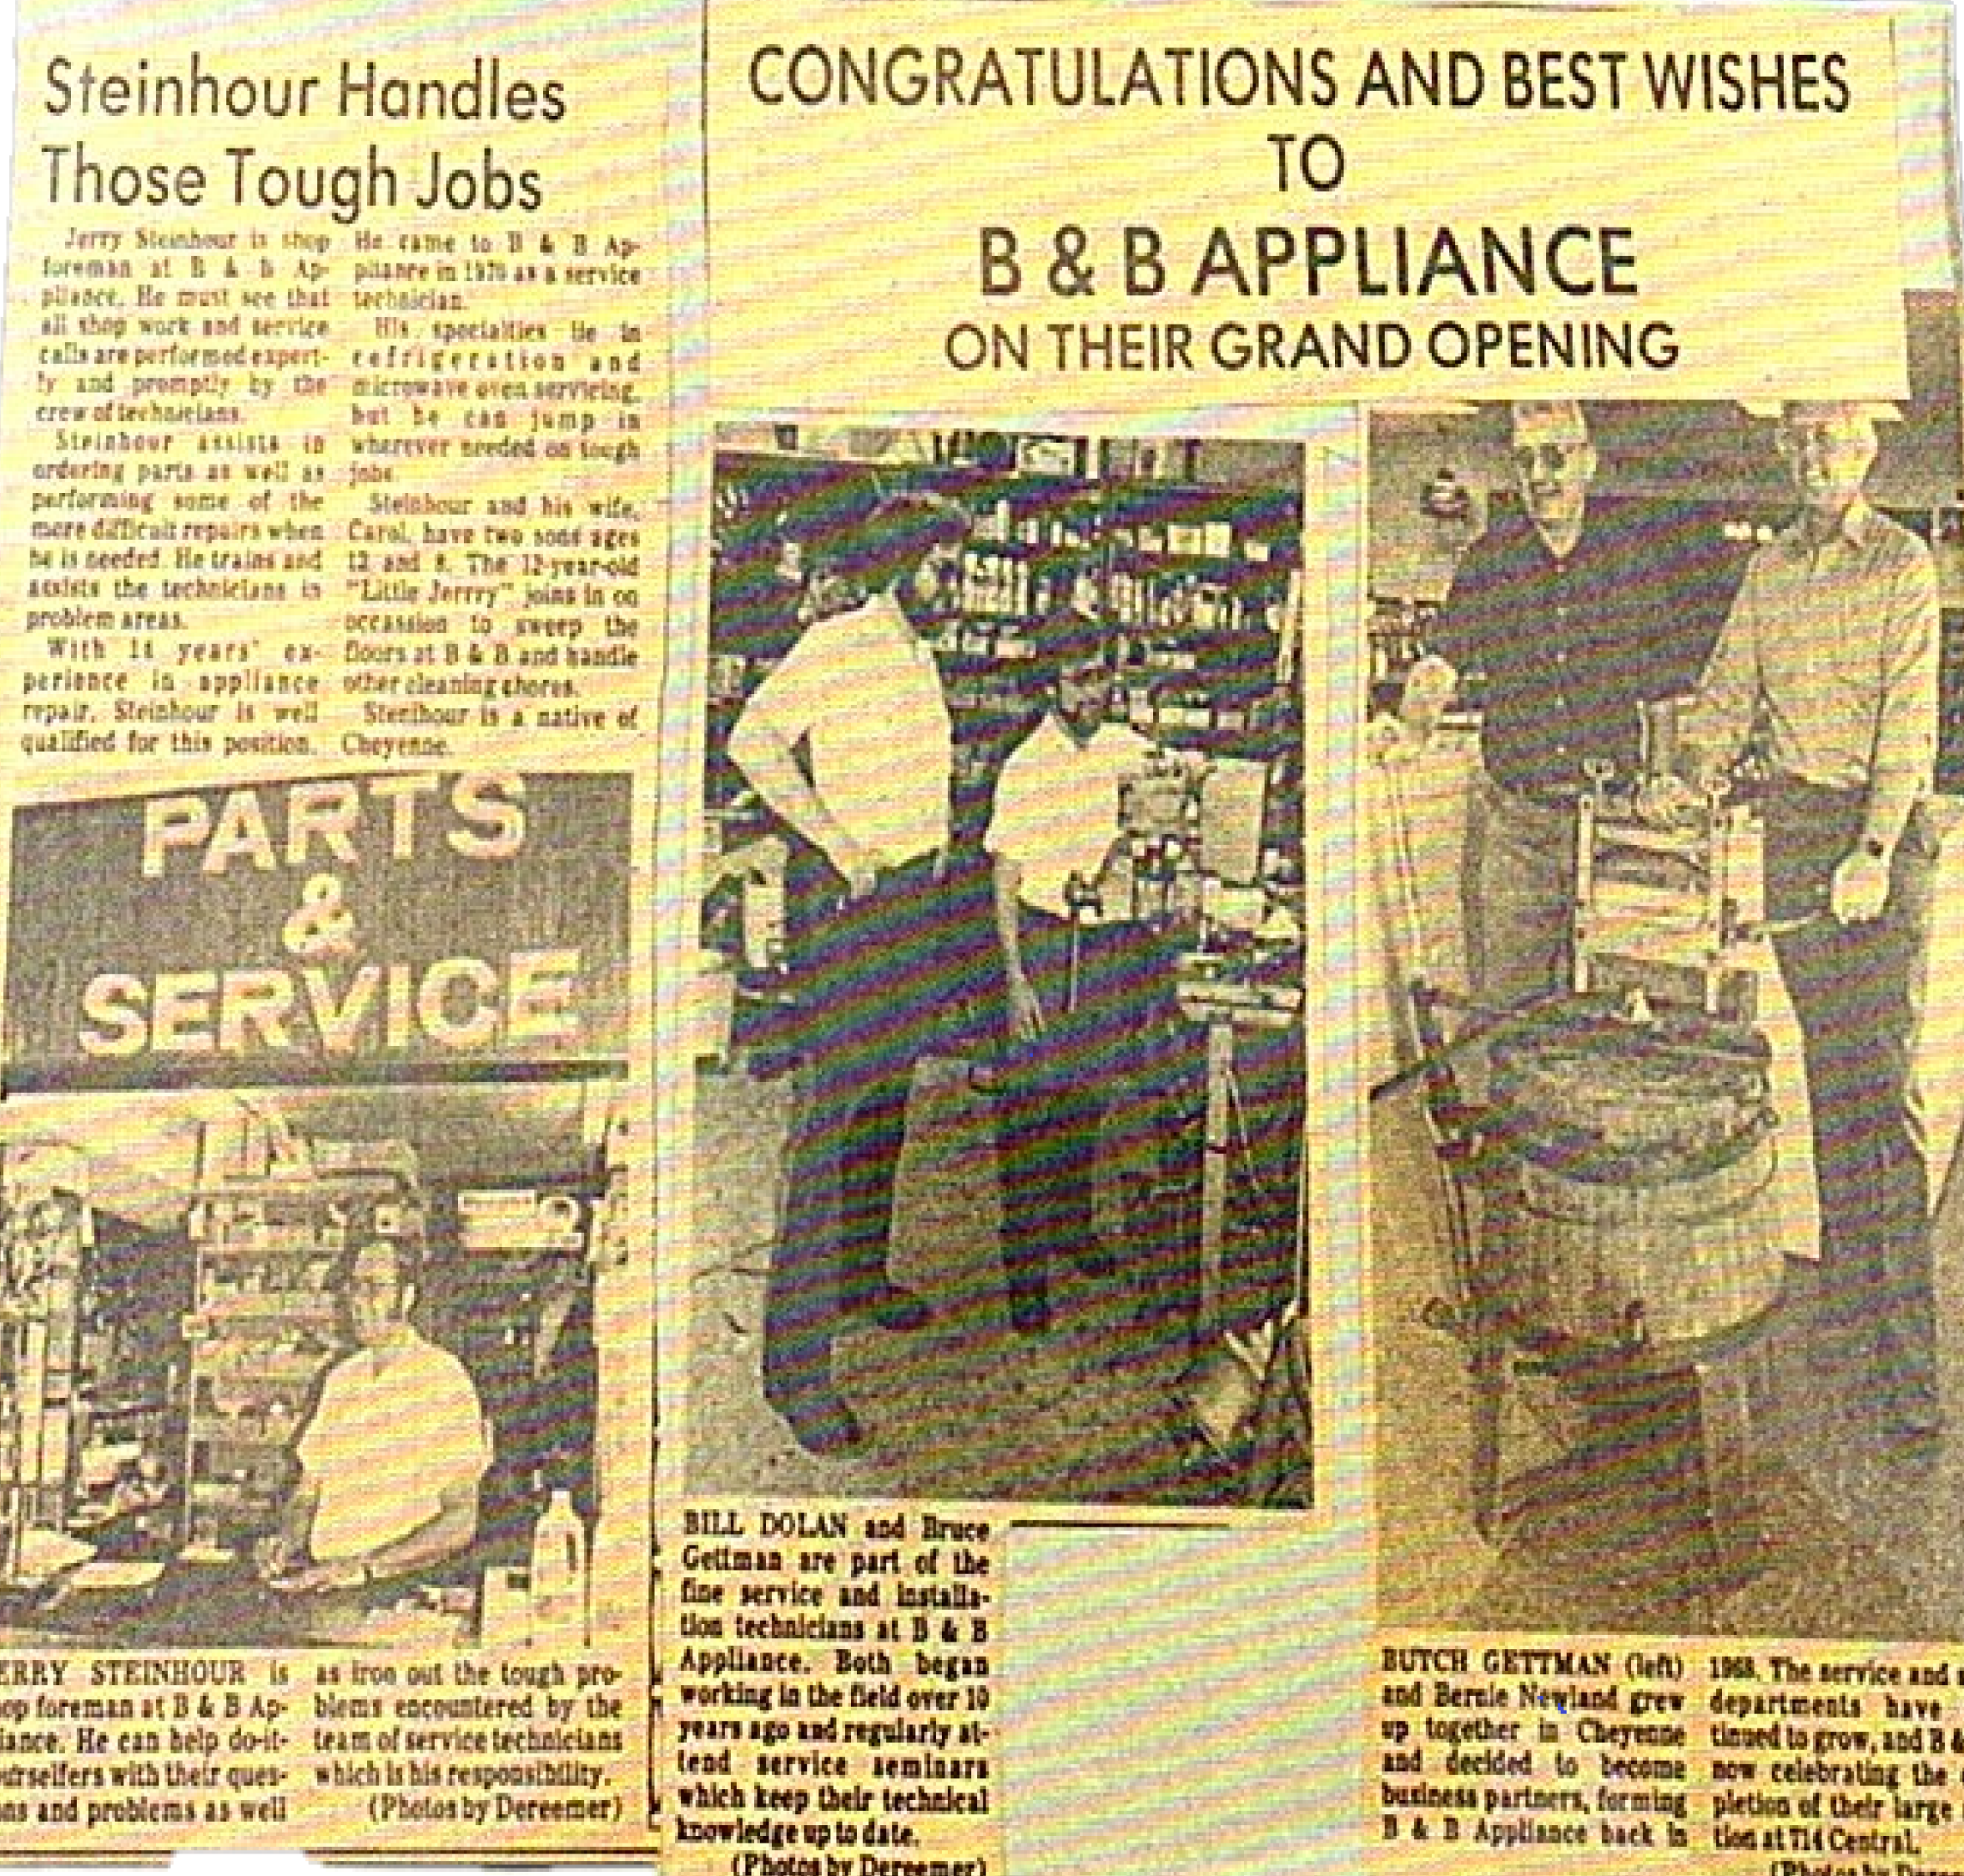 Steinhour Handles
Those Tough Jobs
Jerry Steinhour is shop
foreman at B & B Ap-
pliance. He must see that
all shop work and service
calls are performed expert-
ly and promptly by the
crew of technicians.
Steinhour assists in
ordering parts as well as
performing some of the
more difficult repairs when
he is needed. He trains and
assists the technicians in
problem areas.
With 14 years' ex-
perience in appliance
repair, Steinhour is well
qualified for this position.
He came to B & B Ap-
pliance in as a service
technician.
His specialties lie in
refrigeration and
microwave oven servicing,
but he can jump in
wherever needed on tough
jobs.
Steinhour and his wife,
Carol, have two sons ages
12 and 8. The 12-year-old
"Little Jerrry" joins in on
occassion to sweep the
floors at B & B and handle
other cleaning chores.
is a native of
Cheyenne.
PARTS
&
SERVICE
ERRY STEINHOUR is
op foreman at B & B Ap-
iance. He can help do-it-
urselfers with their ques-
ns and problems as well
as iron out the tough pro-
blems encountered by the
team of service technicians
which is his responsibility.
(Photos by Dereemer)
CONGRATULATIONS AND BEST WISHES
TO
B & B APPLIANCE
ON THEIR GRAND OPENING
BILL DOLAN and Bruce
Gettman are part of the
fine service and installa-
tion technicians at B & B
Appliance. Both began
working in the field over 10
years ago and regularly at-
tend service seminars
which keep their technical
knowledge up to date.
(Photos by Dereemer)
BUTCH GETTMAN (left)
and Bernie Newland grew
up together in Cheyenne
and decided to become
business partners, forming
B & B Appliance back in
1968. The service and
departments have
tinued to grow, and B &
now celebrating the
pletion of their large
tion at 714 Central.
(Photos by